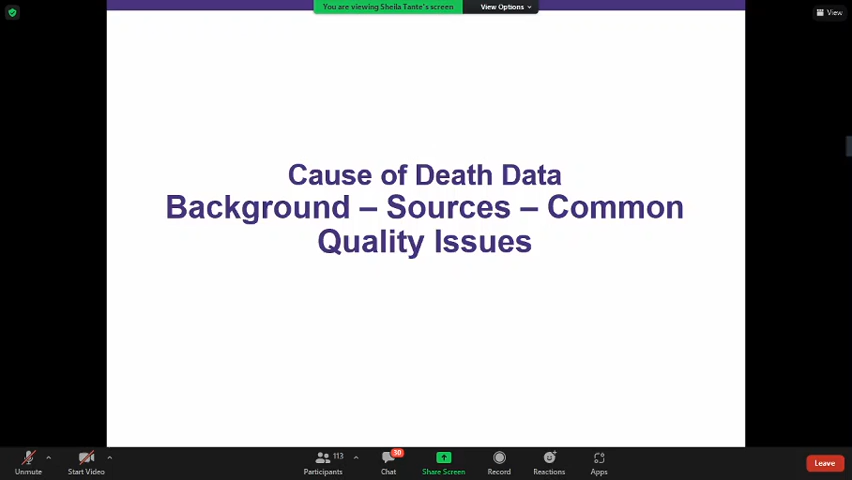 You are viewing Sheila Tante's screen
View Options
View
Cause of Death Data
Background – Sources – Common
Quality Issues
113
30
Unmute
Start Video
Participants
Chat
Share Screen
Record
Reactions
Apps
Leave